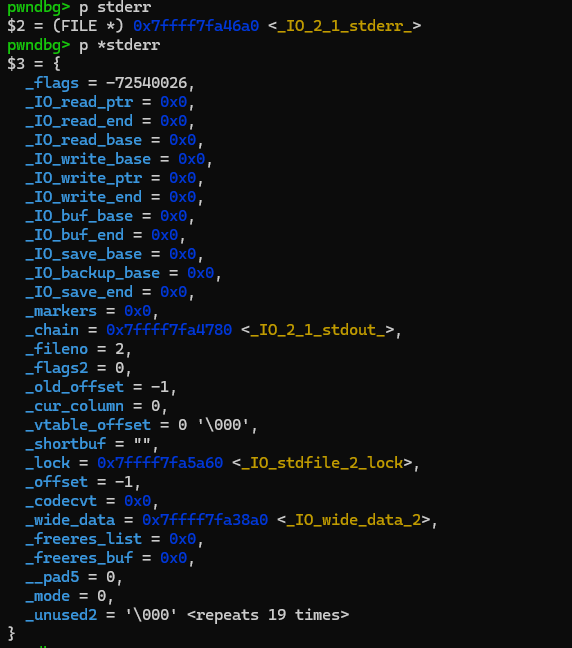 pwndbg> p stderr
$2 = (FILE *) 0x7ffff7fa46a0 <_IO_2_1_stderr_>
pwndbg> p *stderr
$3 = {
  _flags = -72540026,
  _IO_read_ptr = 0x0,
  _IO_read_end = 0x0,
  _IO_read_base = 0x0,
  _IO_write_base = 0x0,
  _IO_write_ptr = 0x0,
  _IO_write_end = 0x0,
  _IO_buf_base = 0x0,
  _IO_buf_end = 0x0,
  _IO_save_base = 0x0,
  _IO_backup_base = 0x0,
  _IO_save_end = 0x0,
  _markers = 0x0,
  _chain = 0x7ffff7fa4780 <_IO_2_1_stdout_>,
  _fileno = 2,
  _flags2 = 0,
  _old_offset = -1,
  _cur_column = 0,
  _vtable_offset = 0 '\000',
  _shortbuf = "",
  _lock = 0x7ffff7fa5a60 <_IO_stdfile_2_lock>,
  _offset = -1,
  _codecvt = 0x0,
  _wide_data = 0x7ffff7fa38a0 <_IO_wide_data_2>,
  _freeres_list = 0x0,
  _freeres_buf = 0x0,
  __pad5 = 0,
  _mode = 0,
  _unused2 = '\000' <repeats 19 times>
}